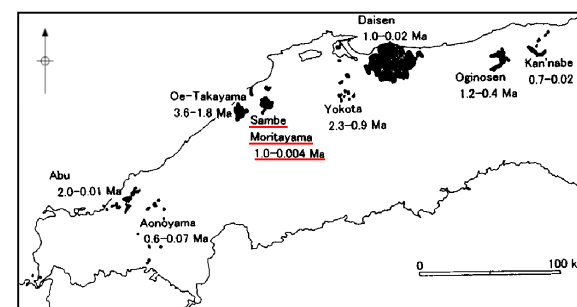 Daisen
1.0-0.02 Ma
Kan'nabe
0.7-0.02
Oginosen
1.2-0.4 Ma
Oe-Takayama
3.6-1.8 Ma
Yokota
2.3-0.9 Ma
Sambe
Moritayama
1.0-0.004 Ma
Abu
2.0-0.01 Ma
Aonoyama
0.6-0.07 Ma
0 100 k